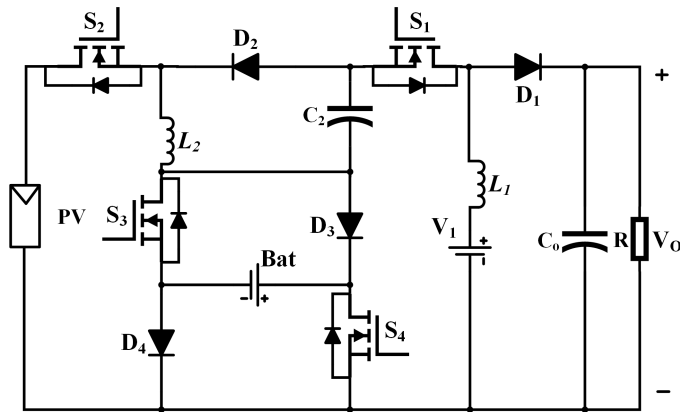 S2
S1
D2
D1
+
C2
L2
L1
PV
S3
D3
V1
+
Co
R
VO
Bat
-
+
D4
S4
−